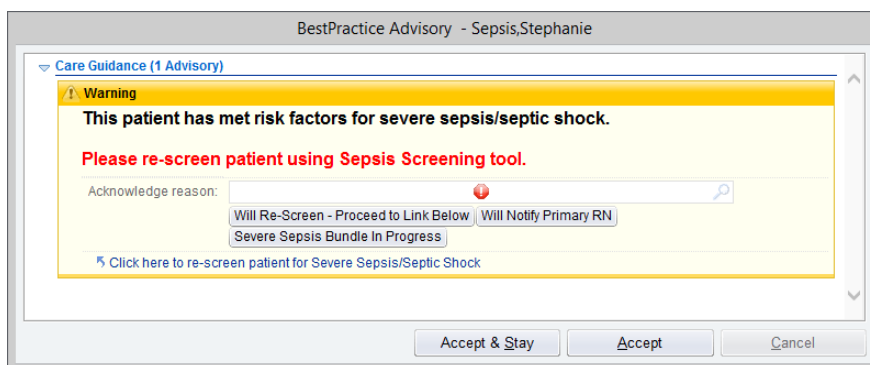 BestPractice Advisory - Sepsis,Stephanie
Care Guidance (1 Advisory)
Warning
This patient has met risk factors for severe sepsis/septic shock.
Please re-screen patient using Sepsis Screening tool.
Acknowledge reason:
Will Re-Screen - Proceed to Link Below Will Notify Primary RN
Severe Sepsis Bundle In Progress
Click here to re-screen patient for Severe Sepsis/Septic Shock
Accept & Stay Accept Cancel